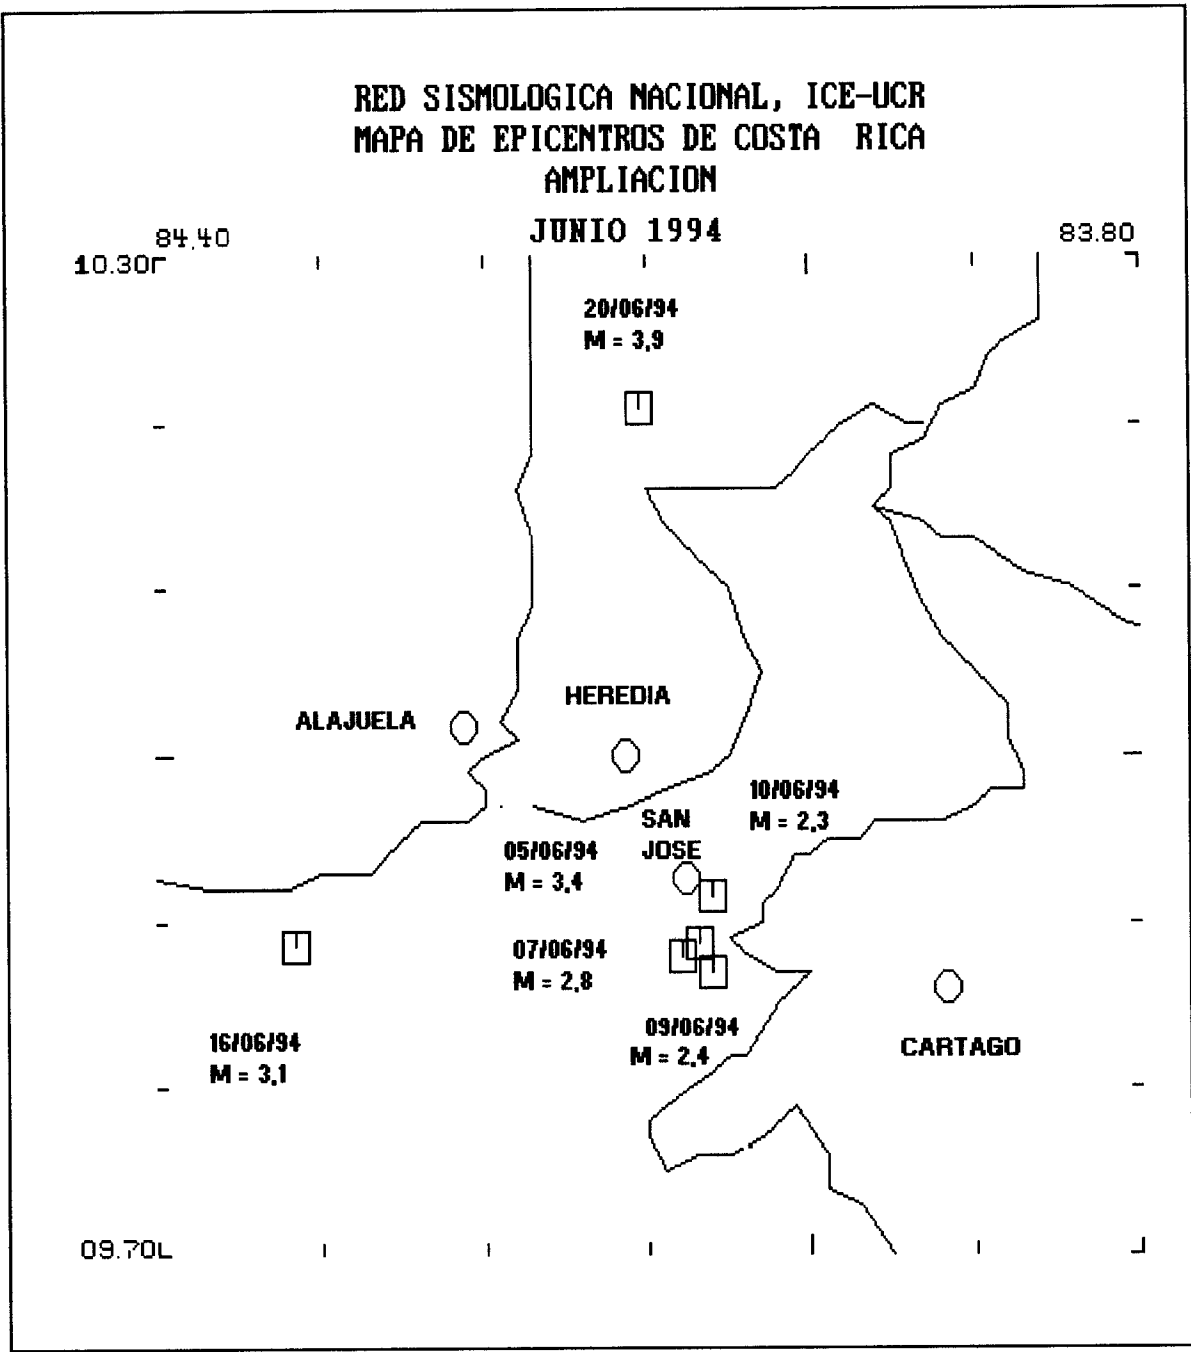 RED SISMOLOGICA NACIONAL, ICE-UCR
MAPA DE EPICENTROS DE COSTA RICA
AMPLIACION
JUNIO 1994
84.40
83.80
10.30
20/06/94
M = 3,9
HEREDIA
ALAJUELA
10/06/94
M = 2,3
SAN
JOSE
05/06/94
M = 3,4
07/06/94
M = 2,8
09/06/94
M = 2,4
16/06/94
M = 3,1
CARTAGO
09.70